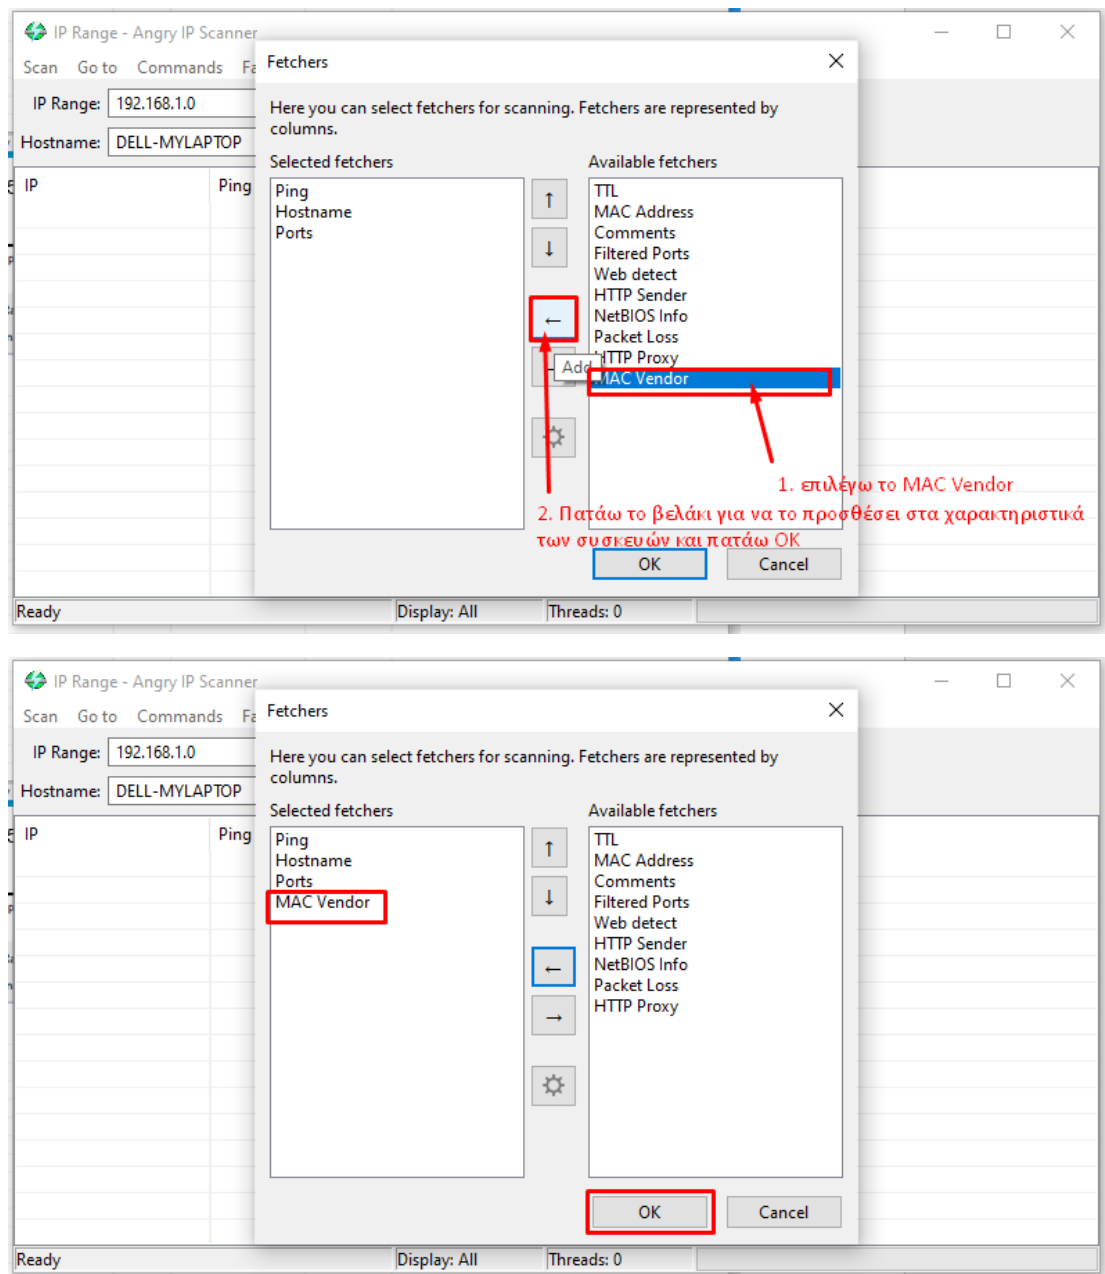 IP Range - Angry IP Scanner
Scan Go to Commands Fa
IP Range: 192.168.1.0
Hostname: DELL-MYLAPTOP
IP Ping
Fetchers
Here you can select fetchers for scanning. Fetchers are represented by
columns.
Selected fetchers
Ping
Hostname
Ports
Available fetchers
TTL
MAC Address
Comments
Filtered Ports
Web detect
HTTP Sender
NetBIOS Info
Packet Loss
HTTP Proxy
MAC Vendor
↑
↓
←
Add
1. επιλέγω το MAC Vendor
2. Πατάω το βελάκι για να το προσθέσει στα χαρακτηριστικά
των συσκευών και πατάω OK
OK Cancel
Ready Display: All Threads: 0
IP Range - Angry IP Scanner
Scan Go to Commands Fa
IP Range: 192.168.1.0
Hostname: DELL-MYLAPTOP
IP Ping
Fetchers
Here you can select fetchers for scanning. Fetchers are represented by
columns.
Selected fetchers
Ping
Hostname
Ports
MAC Vendor
Available fetchers
TTL
MAC Address
Comments
Filtered Ports
Web detect
HTTP Sender
NetBIOS Info
Packet Loss
HTTP Proxy
↑
↓
←
→
OK Cancel
Ready Display: All Threads: 0